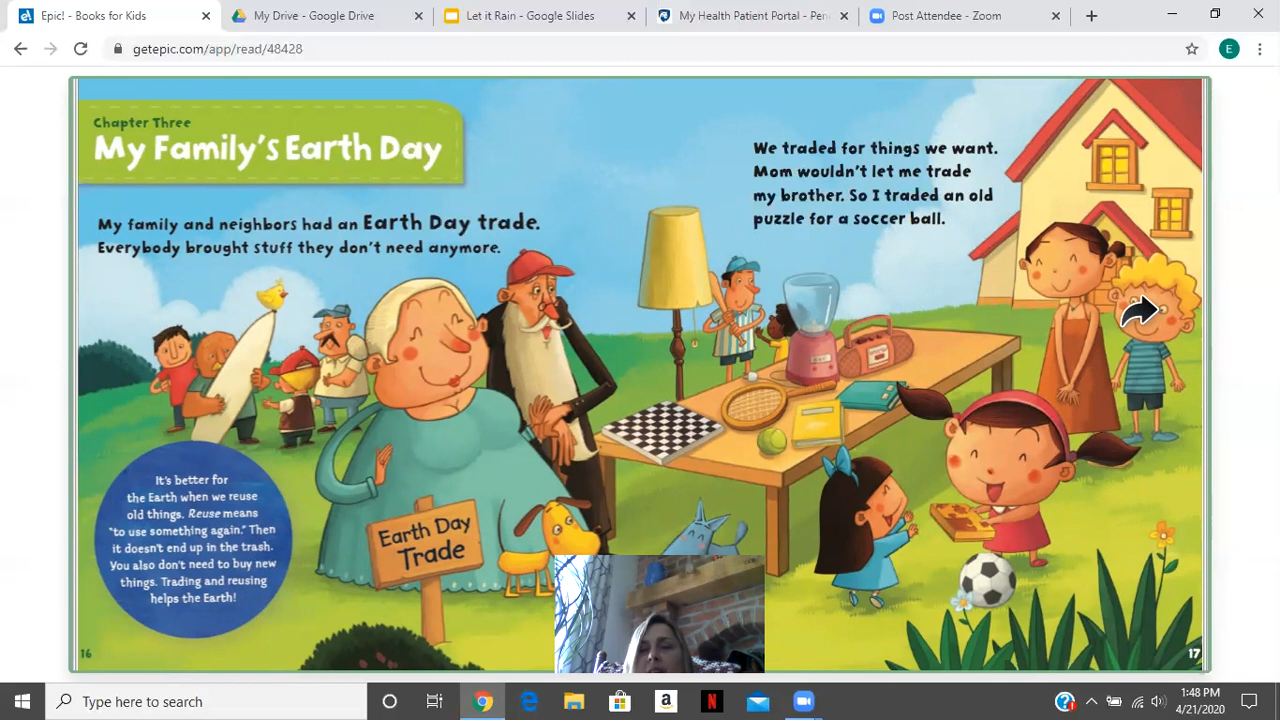 Epic! - Books for Kids
My Drive - Google Drive
Let it Rain - Google Slides
My Health Patient Portal - Pen
Post Attendee - Zoom
getepic.com/app/read/48428
E
Chapter Three
My Family's Earth Day
My family and neighbors had an Earth Day trade.
Everybody brought stuff they don't need anymore.
We traded for things we want.
Mom wouldn't let me trade
my brother. So I traded an old
puzzle for a soccer ball.
It's better for
the Earth when we reuse
old things. Reuse means
"to use something again." Then
it doesn't end up in the trash.
You also don't need to buy new
things. Trading and reusing
helps the Earth!
Earth Day
Trade
16
17
Type here to search
1:48 PM
4/21/2020